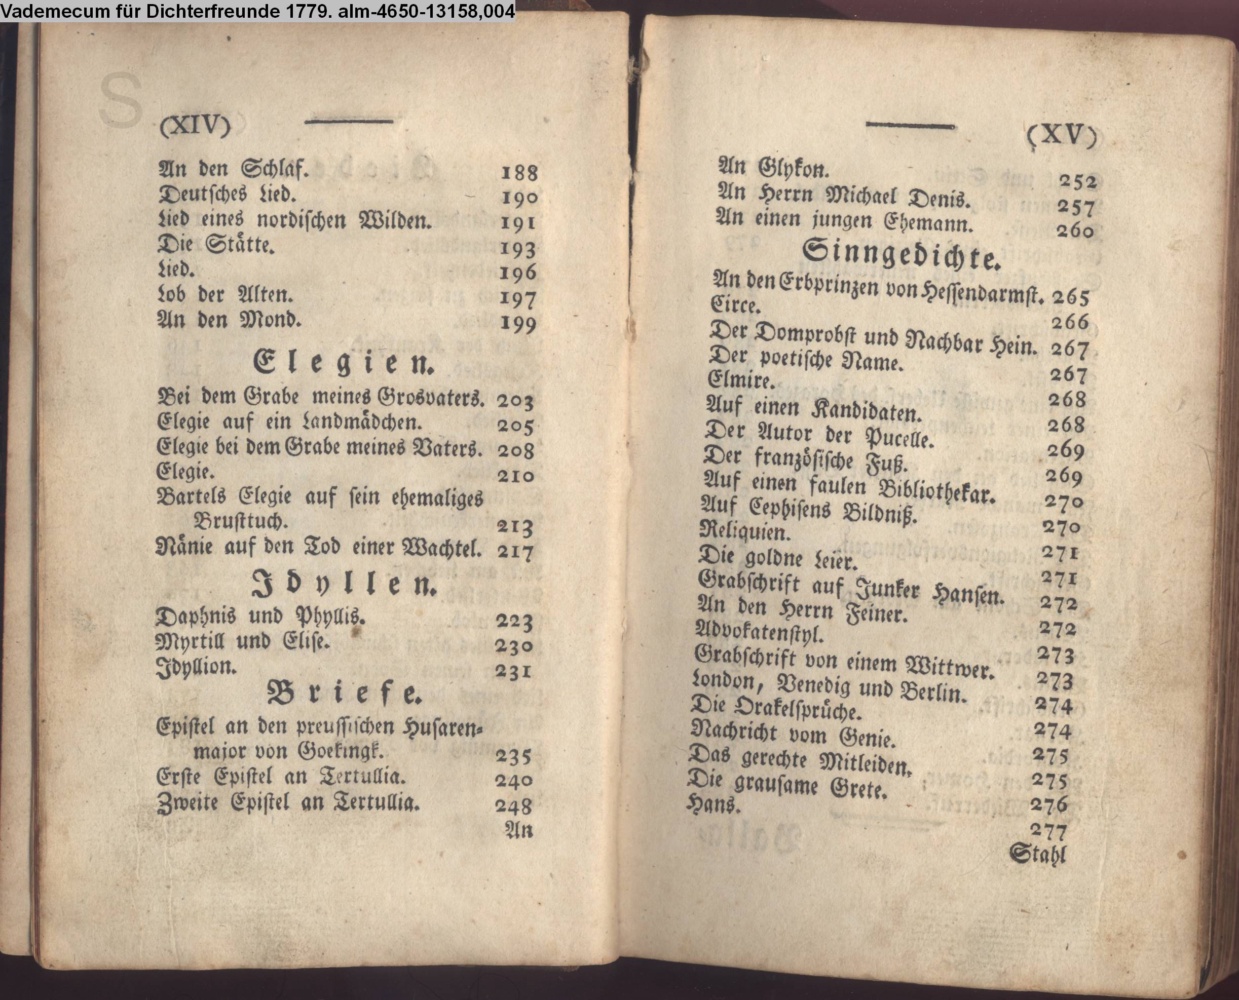 Vademecum für Dichterfreunde 1779. alm-4650-13158,004
S
(XIV)
An den Schlaf. 188
Deutsches Lied. 190
Lied eines nordischen Wilden. 191
Die Stätte. 193
Lied. 196
Lob der Alten. 197
An den Mond. 199
Elegien.
Bei dem Grabe meines Grosvaters. 203
Elegie auf ein Landmädchen. 205
Elegie bei dem Grabe meines Vaters. 208
Elegie. 210
Bartels Elegie auf sein ehemaliges
Brusttuch. 213
Nänie auf den Tod einer Wachtel. 217
Idyllen.
Daphnis und Phyllis. 223
Myrtill und Elise. 230
Idyllion. 231
Briefe.
Epistel an den preussischen Husaren-
major von Goekingk. 235
Erste Epistel an Tertullia. 240
Zweite Epistel an Tertullia. 248
An
(XV)
An Glykon. 252
An Herrn Michael Denis. 257
An einen jungen Ehemann. 260
Sinngedichte.
An den Erbprinzen von Hessendarmst. 265
Circe. 266
Der Domprobst und Nachbar Hein. 267
Der poetische Name. 267
Elmire. 268
Auf einen Kandidaten. 268
Der Autor der Pucelle. 269
Der französische Fuß. 269
Auf einen faulen Bibliothekar. 270
Auf Cephisens Bildniß. 270
Reliquien. 271
Die goldne Leier. 271
Grabschrift auf Junker Hansen. 272
An den Herrn Feiner. 272
Advokatenstyl. 273
Grabschrift von einem Wittwer. 273
London, Venedig und Berlin. 274
Die Orakelsprüche. 274
Nachricht vom Genie. 275
Das gerechte Mitleiden. 275
Die grausame Grete. 276
Hans. 277
Stahl